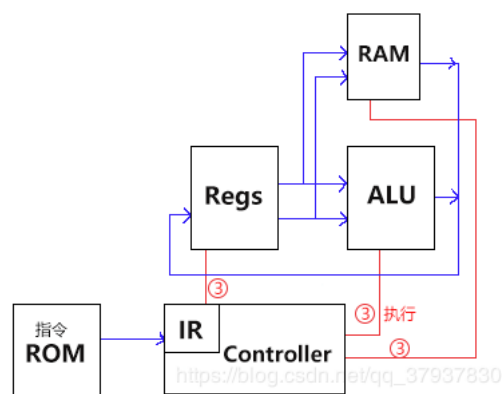 RAM
Regs
ALU
③
③ 执行
指令
ROM
IR
Controller
③
https://blog.csdn.net/qq_37937830